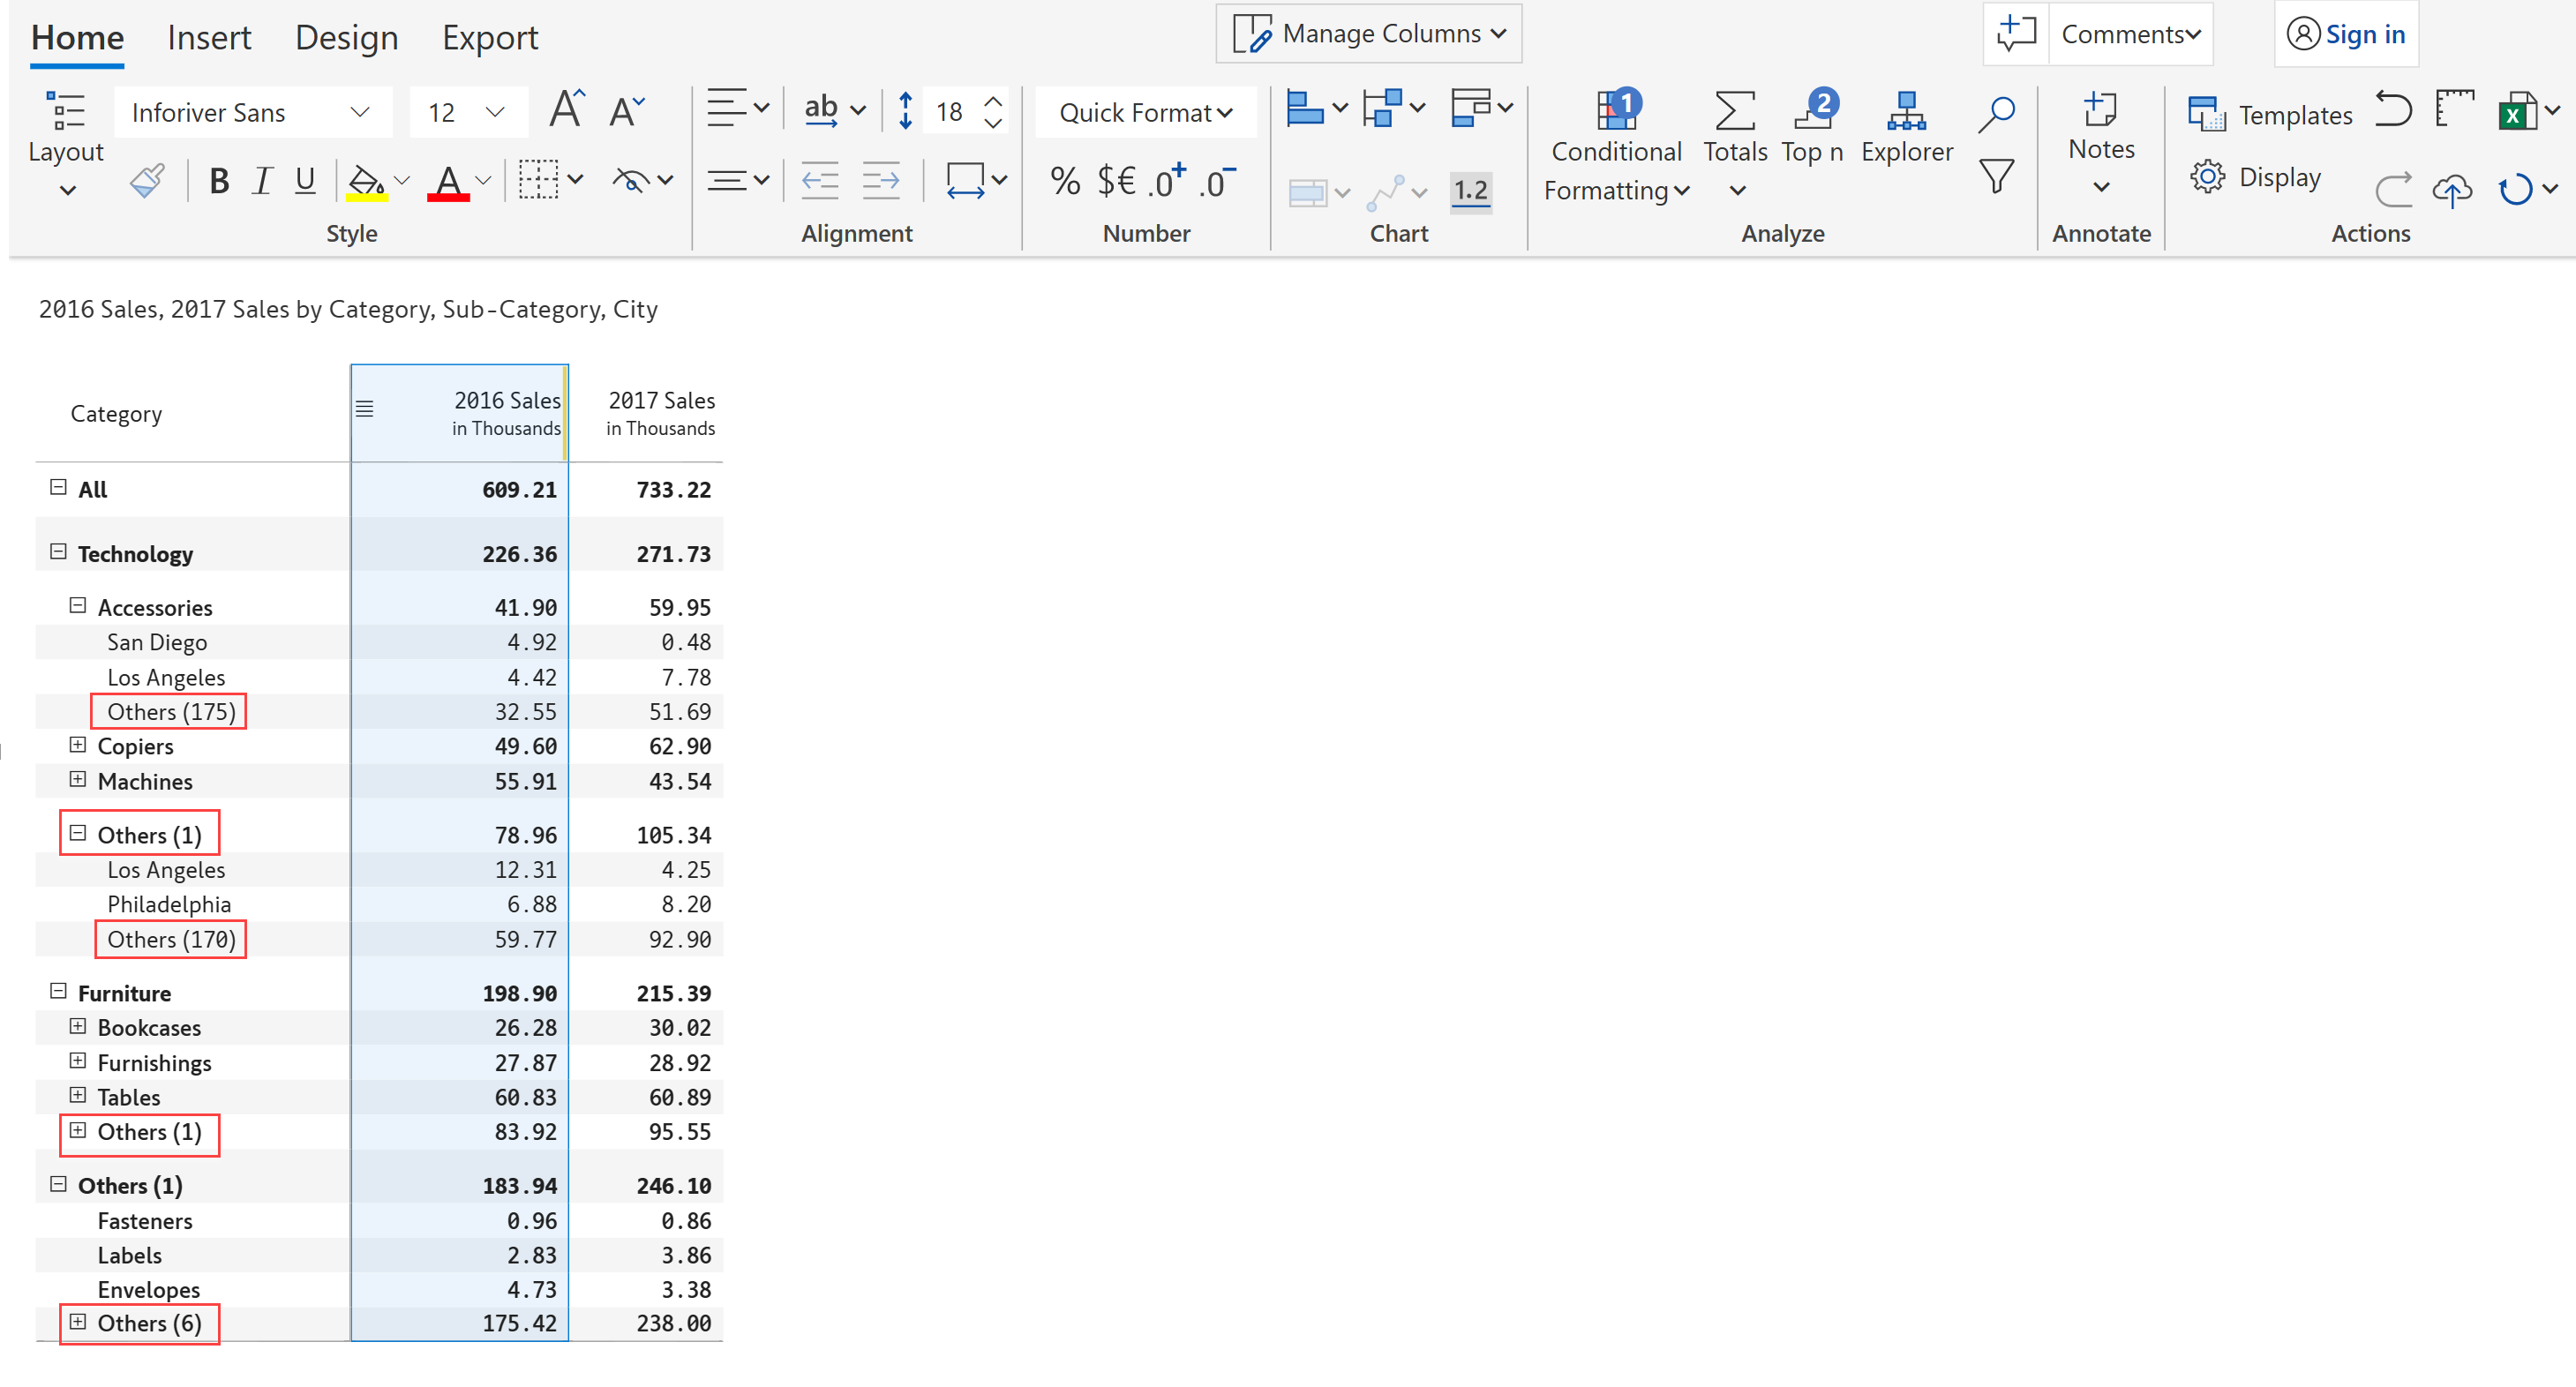 Home Insert Design Export Manage Columns Comments Sign in
Layout Inforiver Sans 12 A A ab 18 Quick Format 1 2 Templates
Conditional Formatting Totals Top n Explorer Notes
B I U A % $€ .0+ .0- 1.2 Display
Style Alignment Number Chart Analyze Annotate Actions
2016 Sales, 2017 Sales by Category, Sub-Category, City
Category 2016 Sales in Thousands 2017 Sales in Thousands
All 609.21 733.22
Technology 226.36 271.73
Accessories 41.90 59.95
San Diego 4.92 0.48
Los Angeles 4.42 7.78
Others (175) 32.55 51.69
Copiers 49.60 62.90
Machines 55.91 43.54
Others (1) 78.96 105.34
Los Angeles 12.31 4.25
Philadelphia 6.88 8.20
Others (170) 59.77 92.90
Furniture 198.90 215.39
Bookcases 26.28 30.02
Furnishings 27.87 28.92
Tables 60.83 60.89
Others (1) 83.92 95.55
Others (1) 183.94 246.10
Fasteners 0.96 0.86
Labels 2.83 3.86
Envelopes 4.73 3.38
Others (6) 175.42 238.00